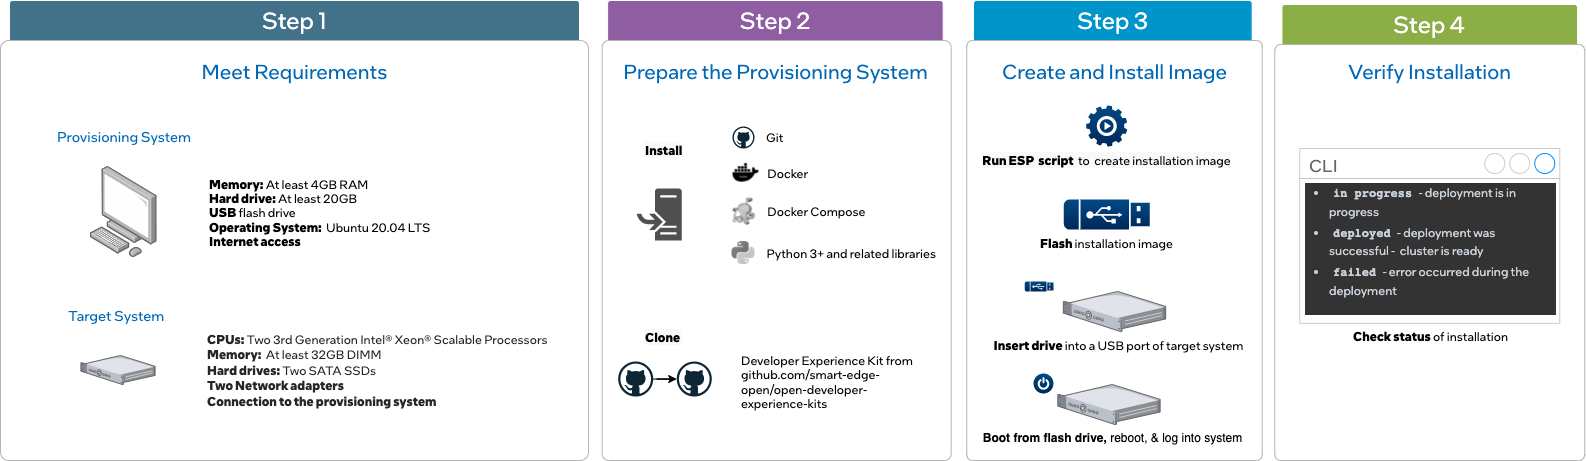 Step 1
Meet Requirements
Provisioning System
Memory: At least 4GB RAM
Hard drive: At least 20GB
USB flash drive
Operating System: Ubuntu 20.04 LTS
Internet access
Target System
CPUs: Two 3rd Generation Intel® Xeon® Scalable Processors
Memory: At least 32GB DIMM
Hard drives: Two SATA SSDs
Two Network adapters
Connection to the provisioning system
Step 2
Prepare the Provisioning System
Install
Git
Docker
Docker Compose
Python 3+ and related libraries
Clone
Developer Experience Kit from
github.com/smart-edge-
open/open-developer-
experience-kits
Step 3
Create and Install Image
Run ESP script to create installation image
Flash installation image
Insert drive into a USB port of target system
Boot from flash drive, reboot, & log into system
Step 4
Verify Installation
CLI
• in progress - deployment is in
progress
• deployed - deployment was
successful - cluster is ready
• failed - error occurred during the
deployment
Check status of installation